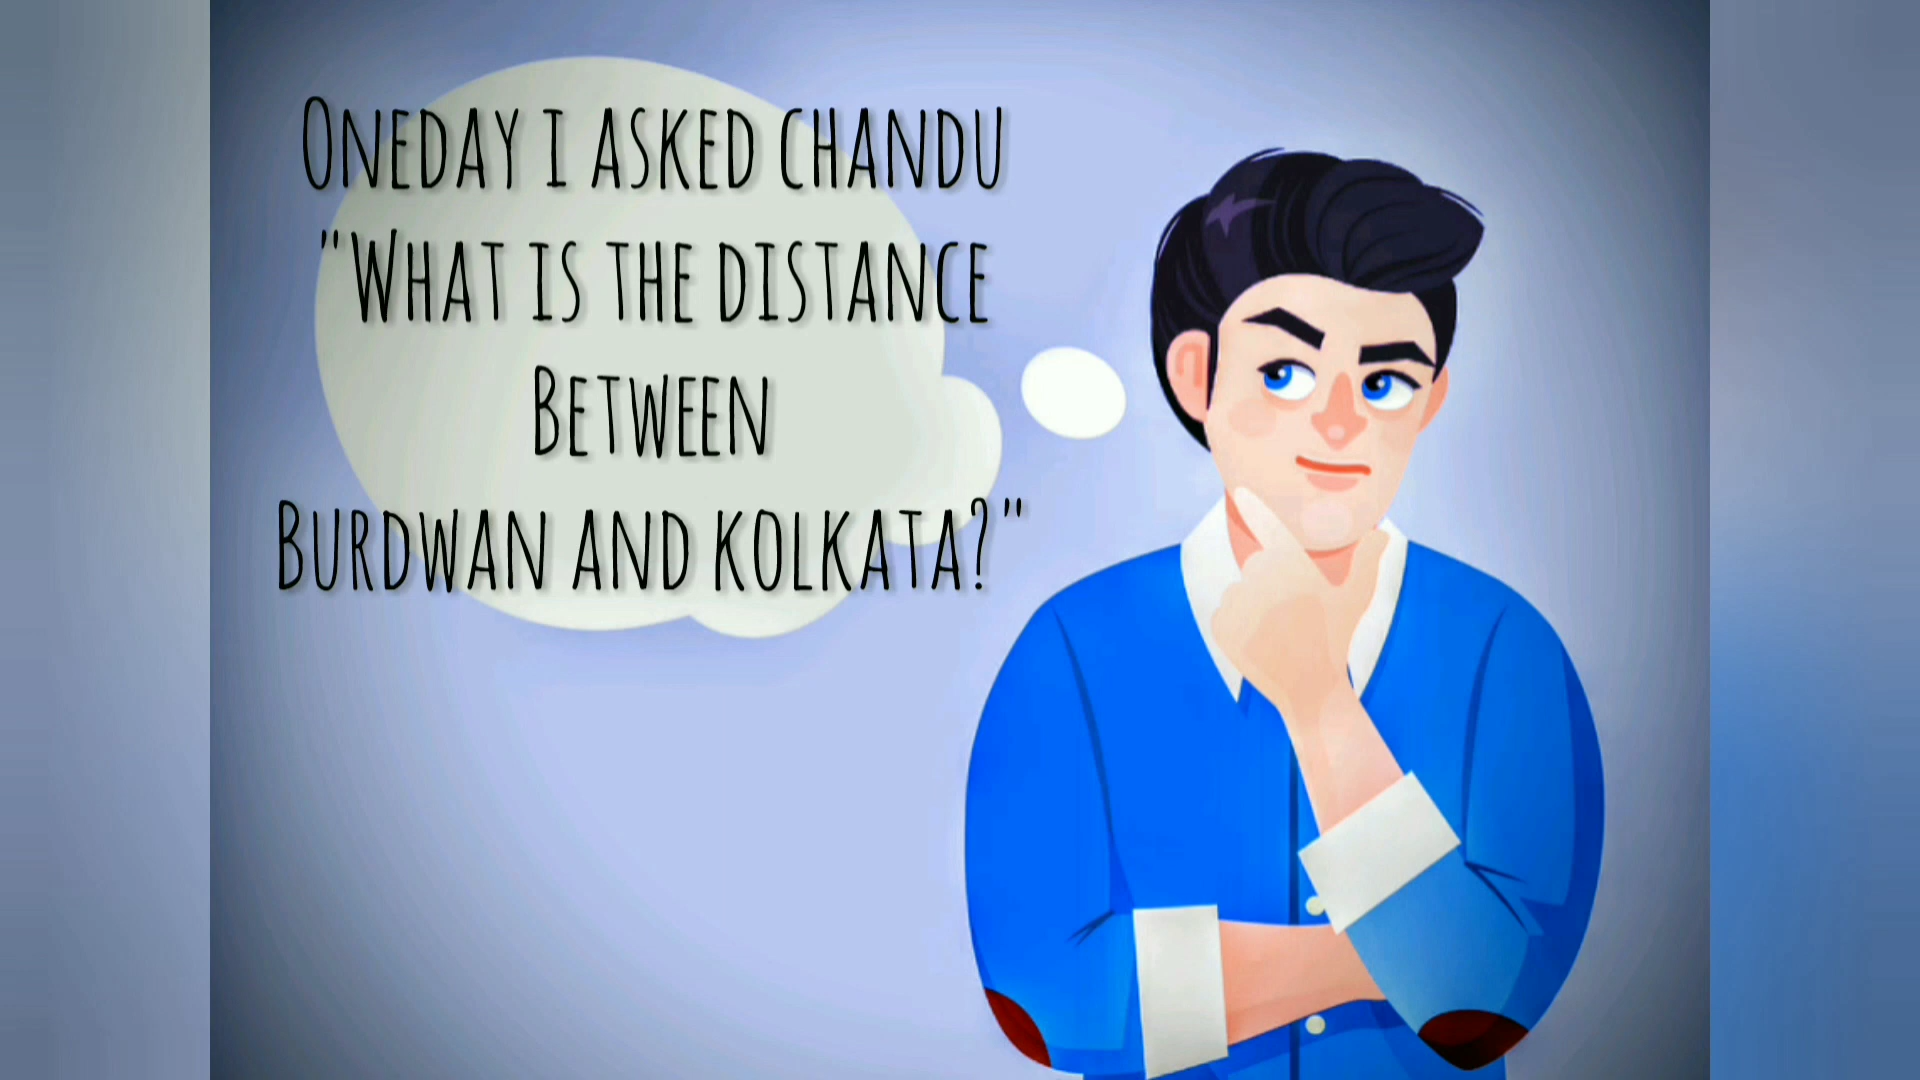 Oneday i asked chandu
"What is the distance
Between
Burdwan and kolkata?"